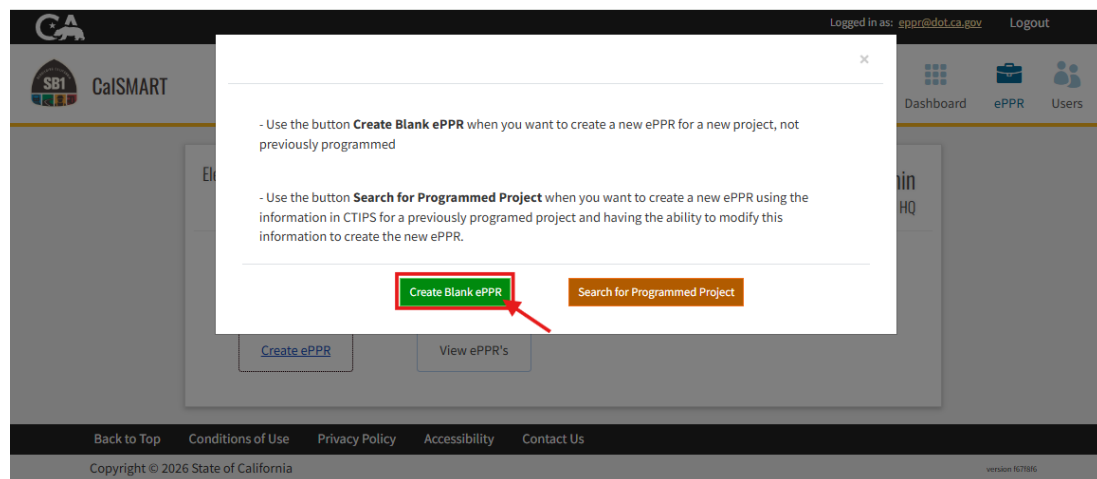 CA
Logged in as: eppr@dot.ca.gov Logout
×
SB1
CalSMART
Dashboard ePPR Users
- Use the button Create Blank ePPR when you want to create a new ePPR for a new project, not
previously programmed
Ele
min
HQ
- Use the button Search for Programmed Project when you want to create a new ePPR using the
information in CTIPS for a previously programed project and having the ability to modify this
information to create the new ePPR.
Create Blank ePPR Search for Programmed Project
Create ePPR View ePPR's
Back to Top Conditions of Use Privacy Policy Accessibility Contact Us
Copyright © 2026 State of California